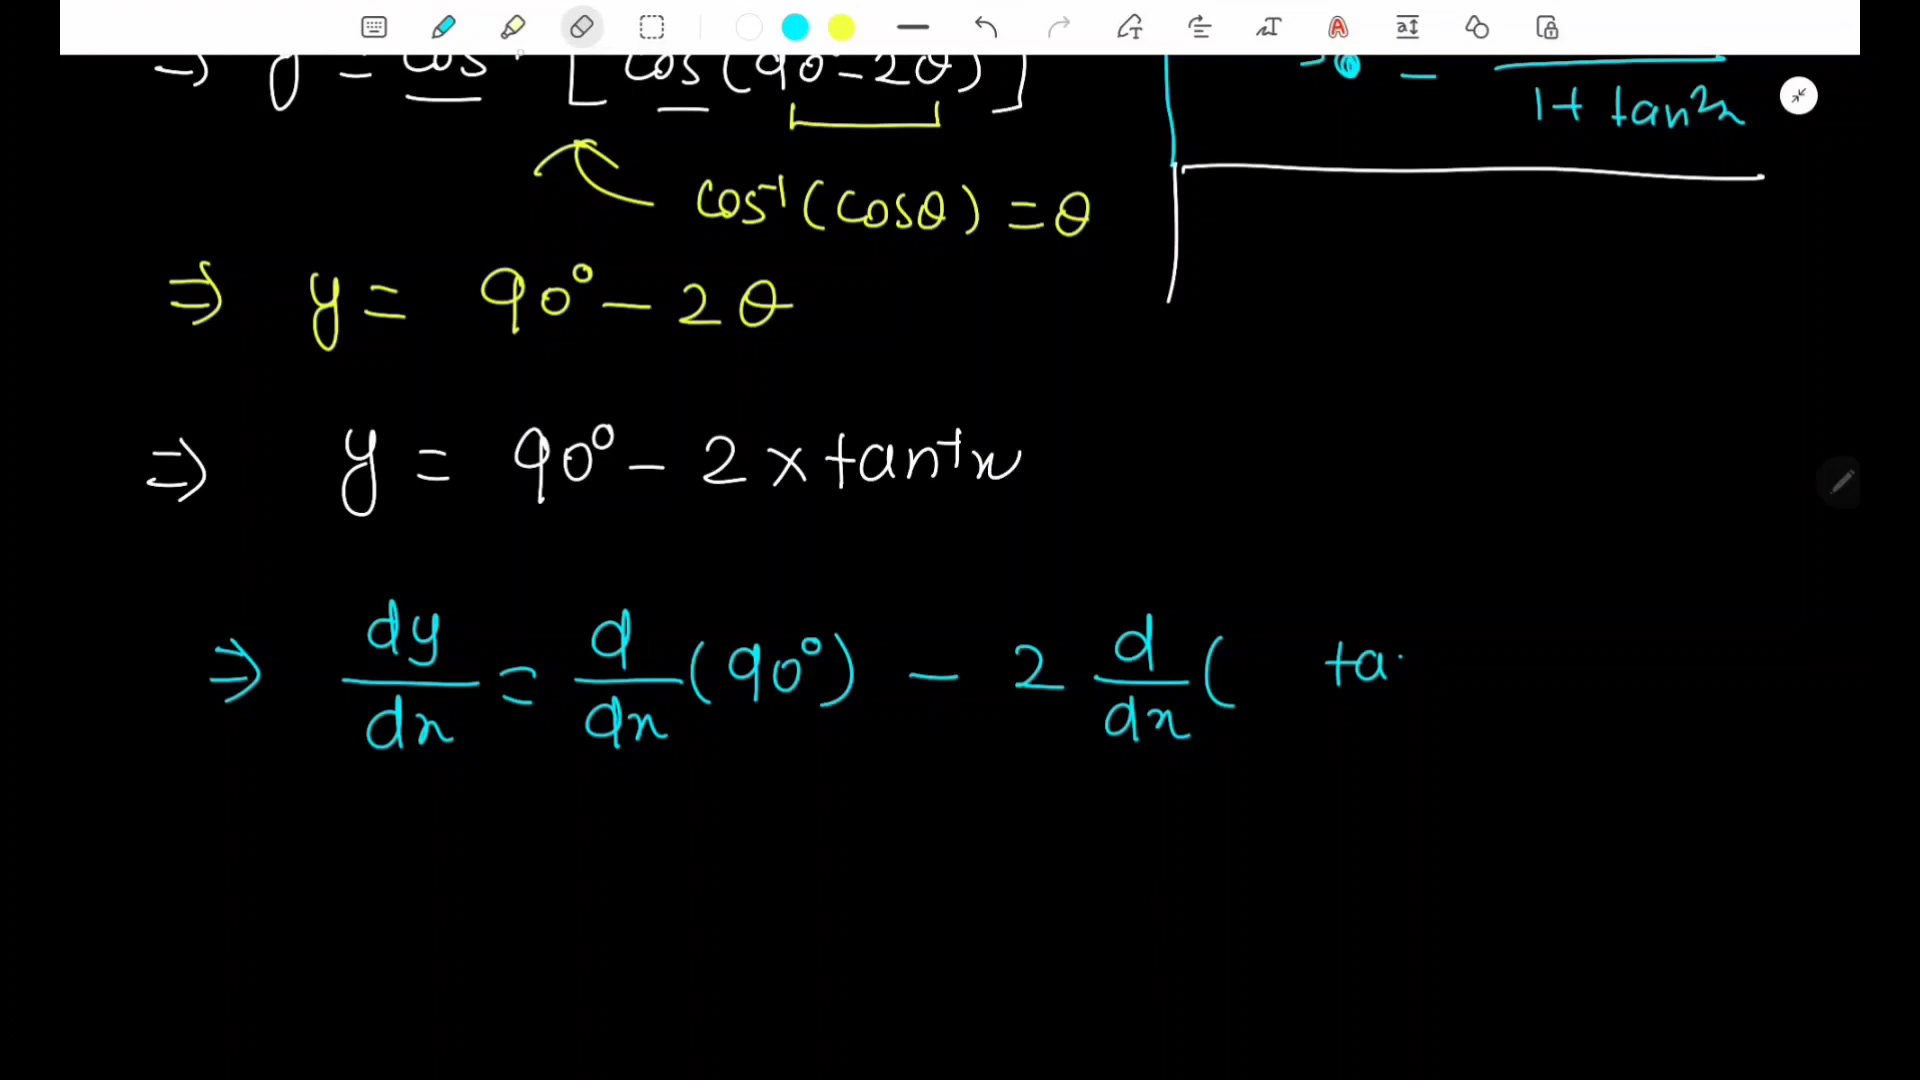 ⇒ y = cos⁻¹ [cos(90-2θ)]
1+ tan²x
cos⁻¹(cosθ) = θ
⇒ y = 90° - 2θ
⇒ y = 90° - 2 x tan⁻¹x
⇒ dy/dx = d/dx (90°) - 2 d/dx ( ta